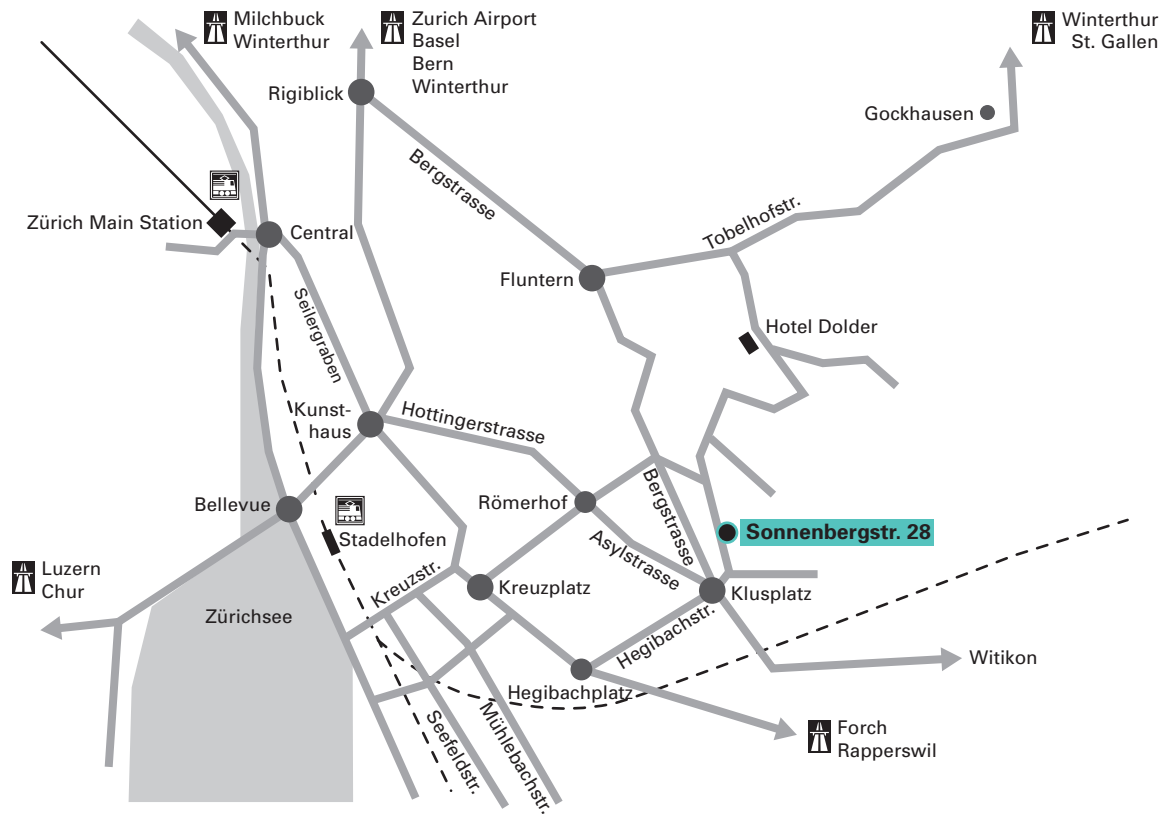 Milchbuck
Winterthur
Zurich Airport
Basel
Bern
Winterthur
Winterthur
St. Gallen
Rigiblick
Gockhausen
Bergstrasse
Zürich Main Station
Central
Tobelhofstr.
Fluntern
Seilergraben
Hotel Dolder
Kunst-
haus
Hottingerstrasse
Bellevue
Römerhof
Bergstrasse
Stadelhofen
Asylstrasse
Sonnenbergstr. 28
Luzern
Chur
Kreuzstr.
Kreuzplatz
Klusplatz
Zürichsee
Hegibachstr.
Witikon
Hegibachplatz
Seefeldstr.
Mühlebachstr.
Forch
Rapperswil